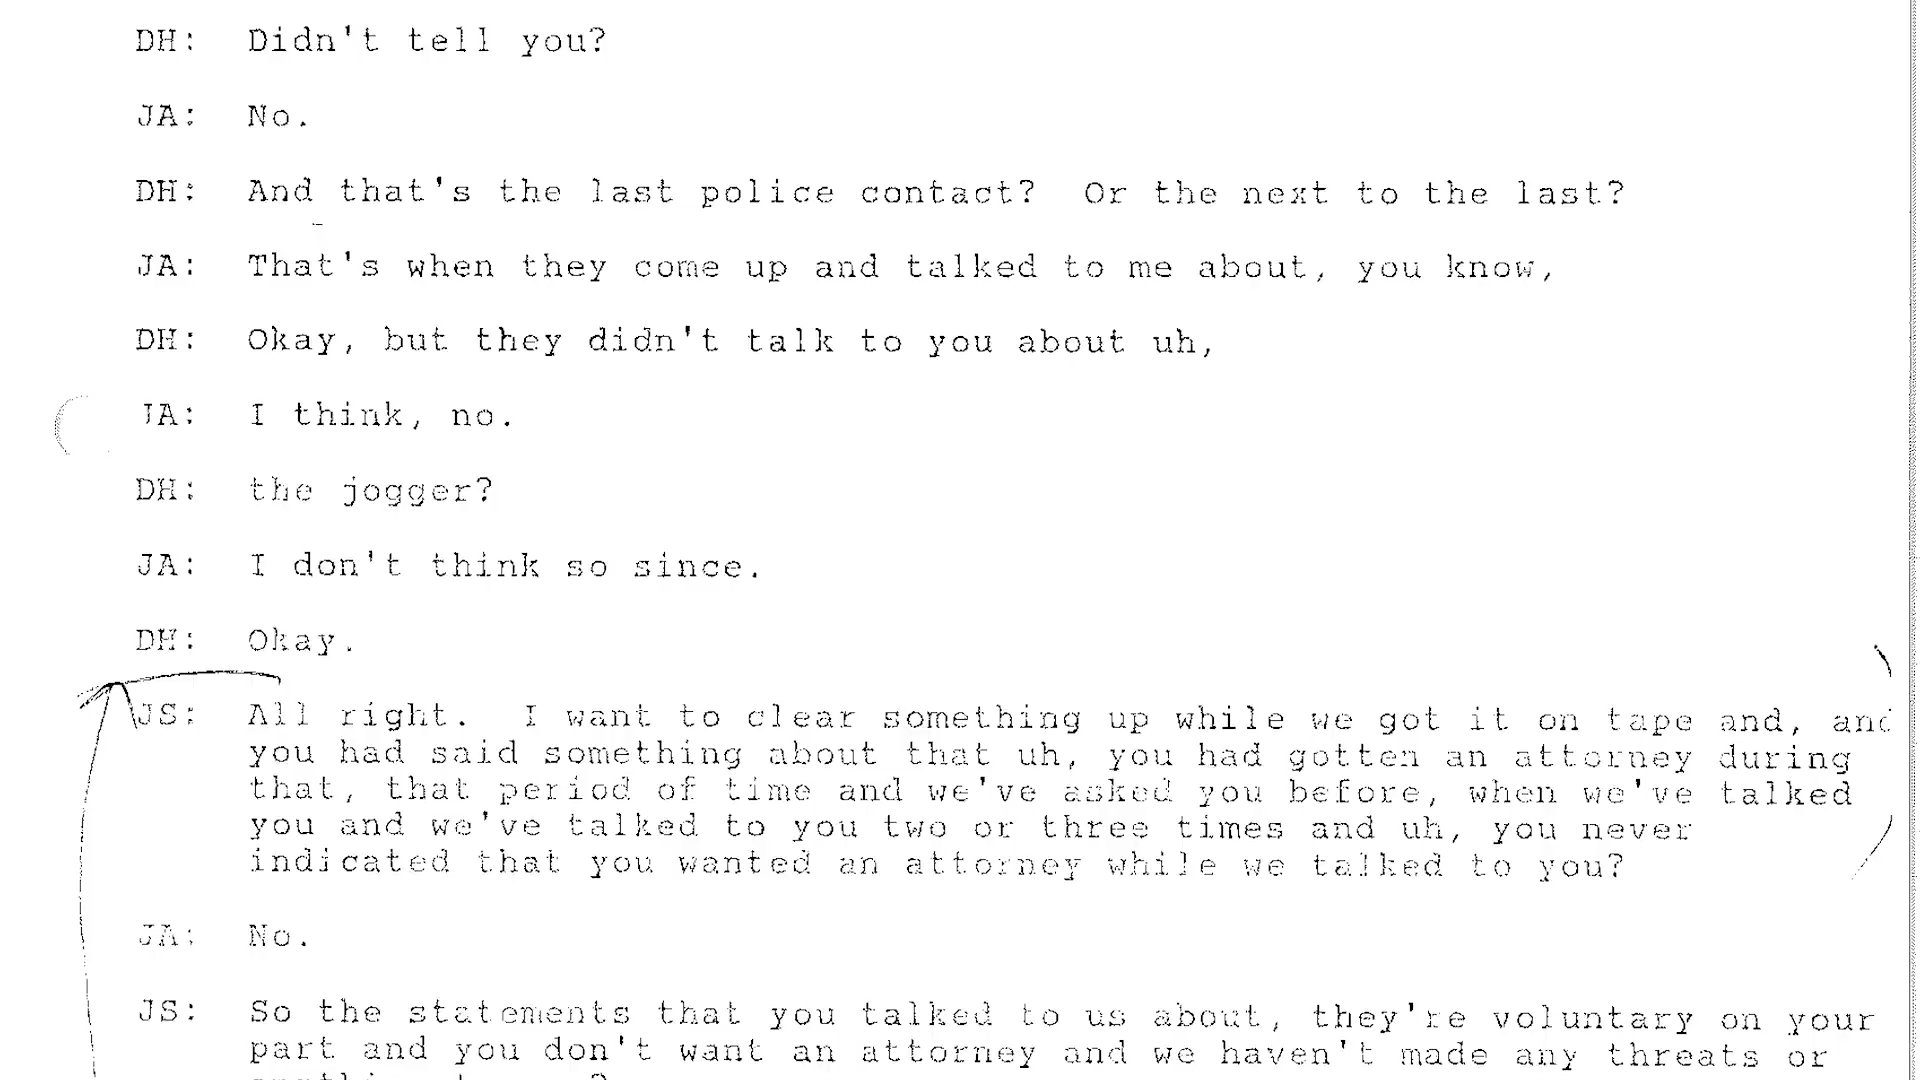 DH: Didn't tell you?
JA: No.
DH: And that's the last police contact? Or the next to the last?
JA: That's when they come up and talked to me about, you know,
DH: Okay, but they didn't talk to you about uh,
JA: I think, no.
DH: the jogger?
JA: I don't think so since.
DH: Okay.
JS: All right. I want to clear something up while we got it on tape and, and
you had said something about that uh, you had gotten an attorney during
that, that period of time and we've asked you before, when we've talked
you and we've talked to you two or three times and uh, you never
indicated that you wanted an attorney while we talked to you?
JA: No.
JS: So the statements that you talked to us about, they're voluntary on your
part and you don't want an attorney and we haven't made any threats or